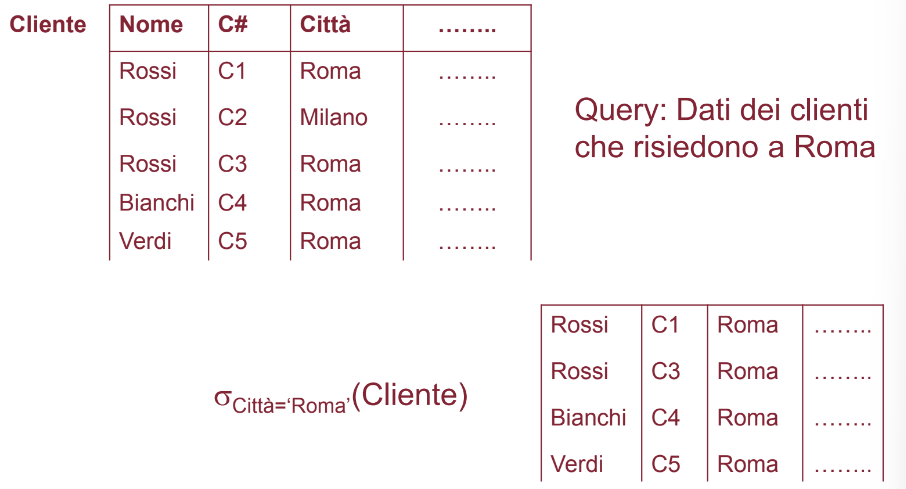 Cliente Nome C# Città ……..
Rossi C1 Roma ……..
Rossi C2 Milano ……..
Rossi C3 Roma ……..
Bianchi C4 Roma ……..
Verdi C5 Roma ……..
Query: Dati dei clienti
che risiedono a Roma
σCittà=‘Roma’(Cliente)
Rossi C1 Roma ……..
Rossi C3 Roma ……..
Bianchi C4 Roma ……..
Verdi C5 Roma ……..